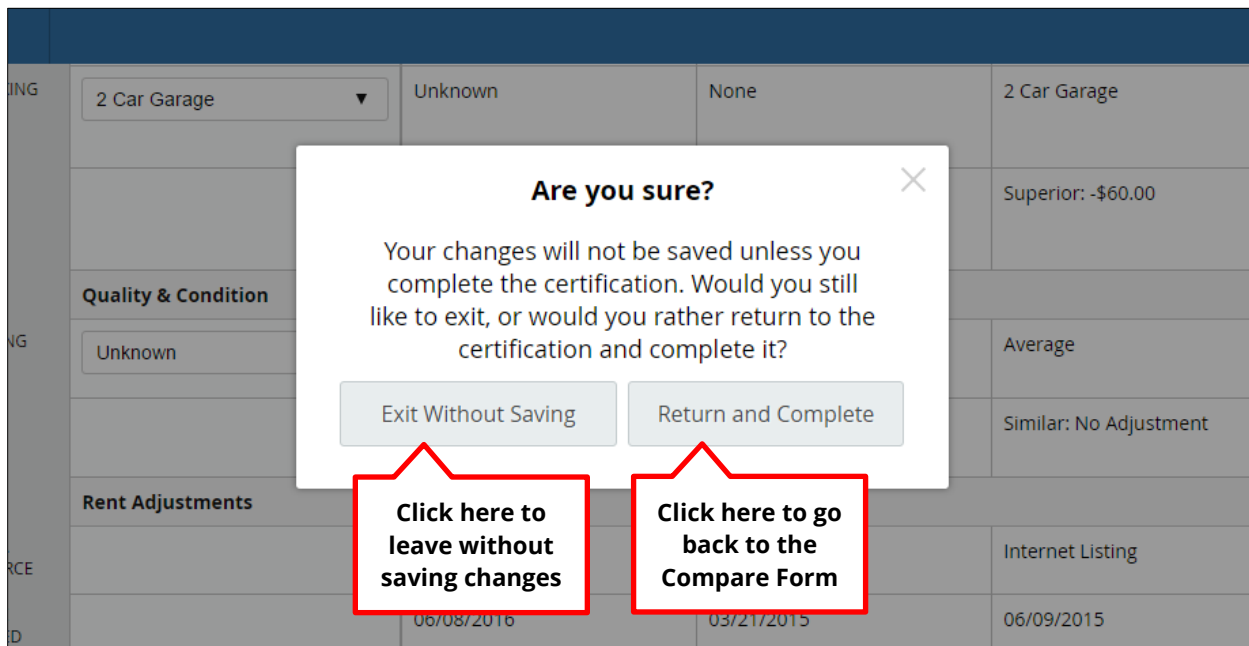 ING
2 Car Garage ▼
Unknown
None
2 Car Garage
Are you sure?
Superior: -$60.00
Your changes will not be saved unless you
complete the certification. Would you still
like to exit, or would you rather return to the
certification and complete it?
Quality & Condition
NG
Unknown
Average
Exit Without Saving
Return and Complete
Similar: No Adjustment
Rent Adjustments
Click here to
leave without
saving changes
Click here to go
back to the
Compare Form
RCE
Internet Listing
ED
06/08/2016
03/21/2015
06/09/2015